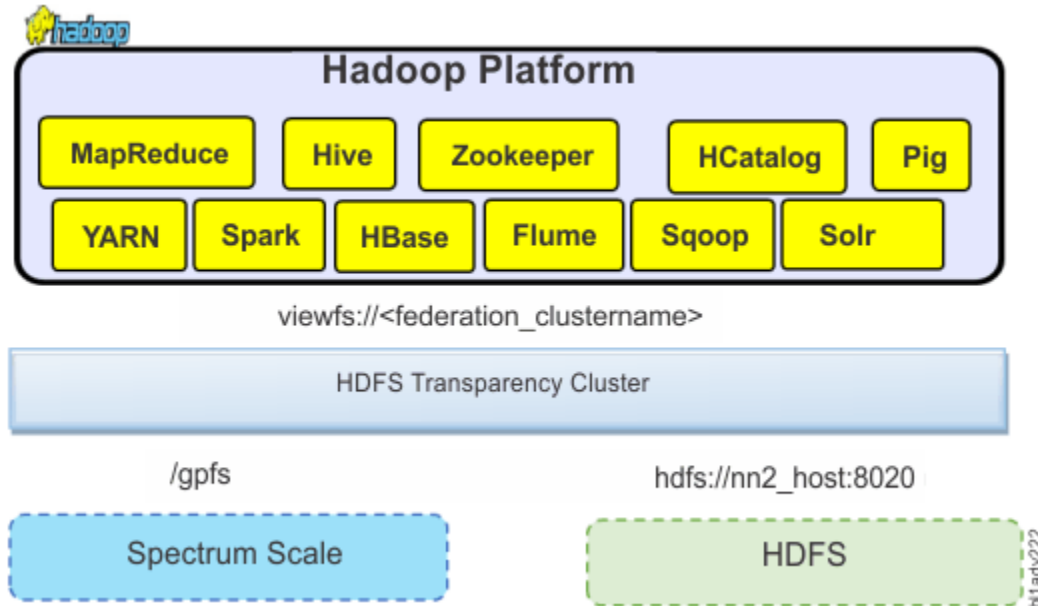 hadoop
Hadoop Platform
MapReduce Hive Zookeeper HCatalog Pig
YARN Spark HBase Flume Sqoop Solr
viewfs://<federation_clustername>
HDFS Transparency Cluster
/gpfs hdfs://nn2_host:8020
Spectrum Scale HDFS